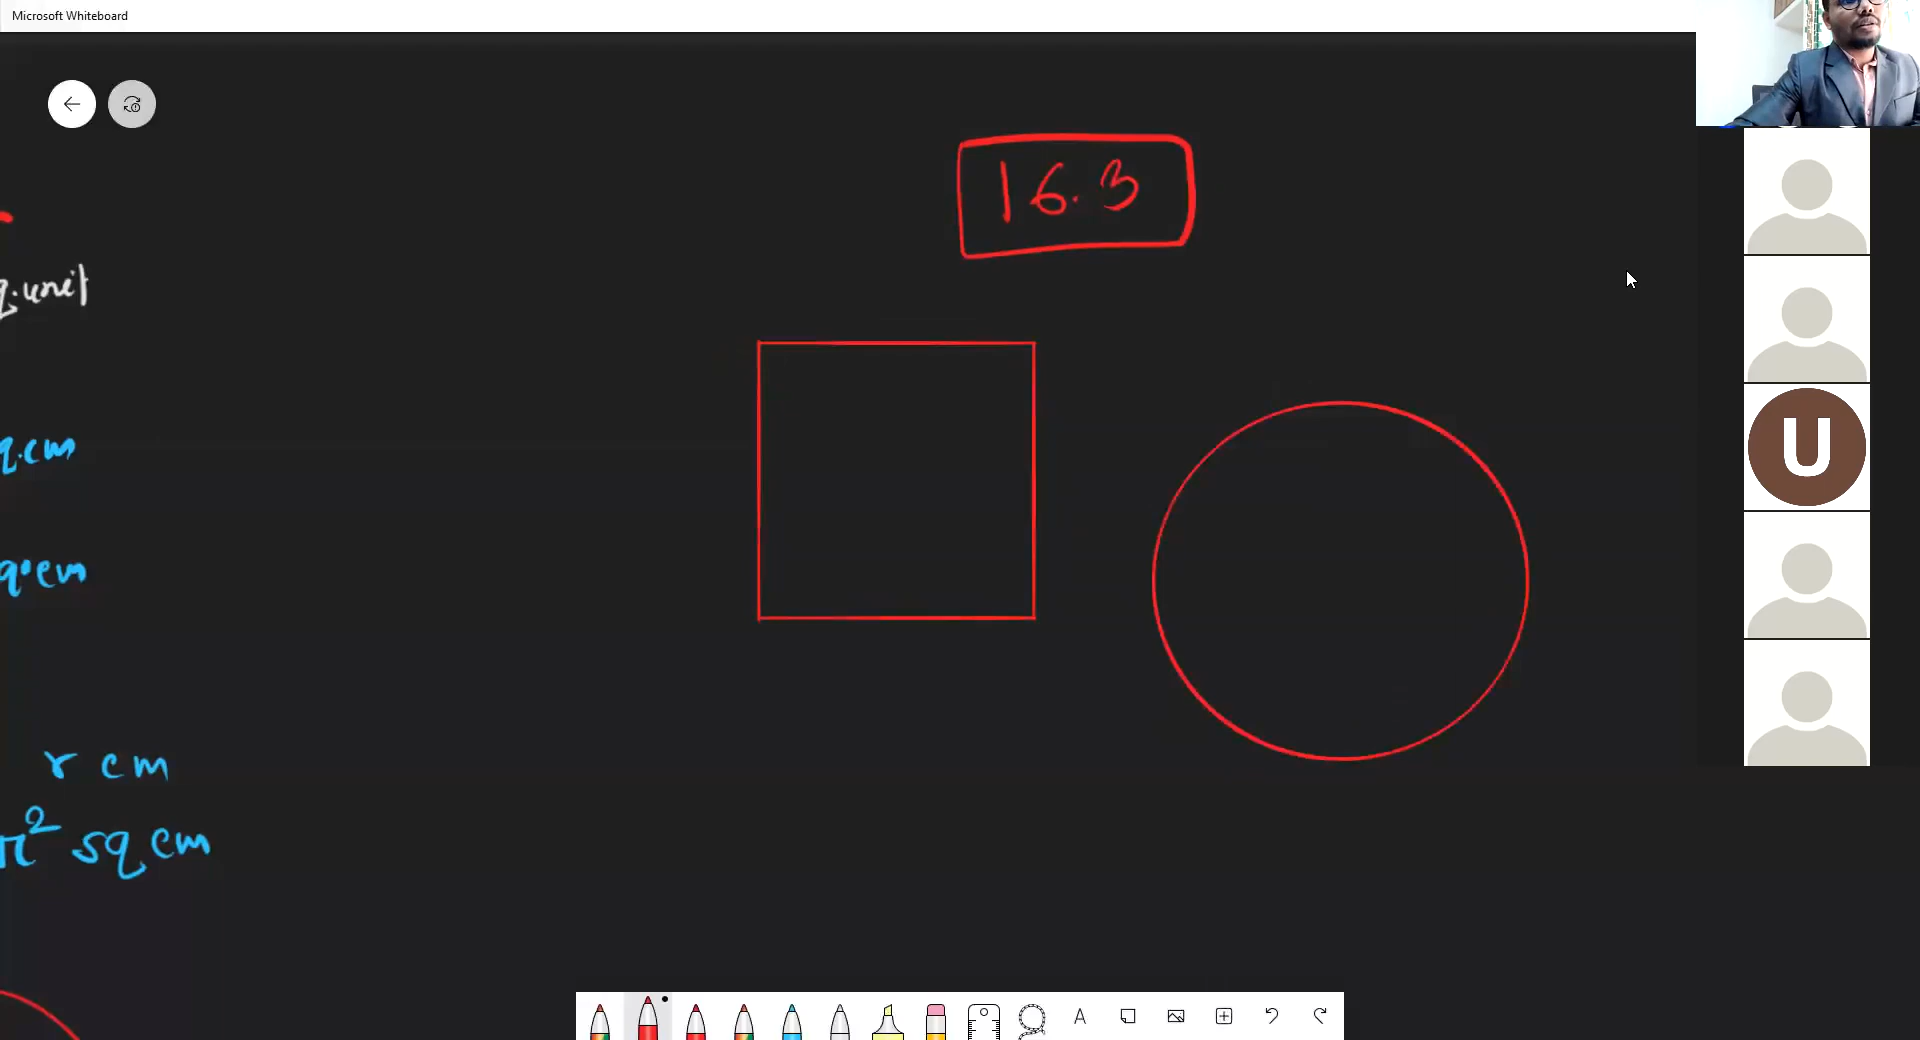 Microsoft Whiteboard
16.3
q.unit
q.cm
q.cm
r cm
r² sq cm
U
A